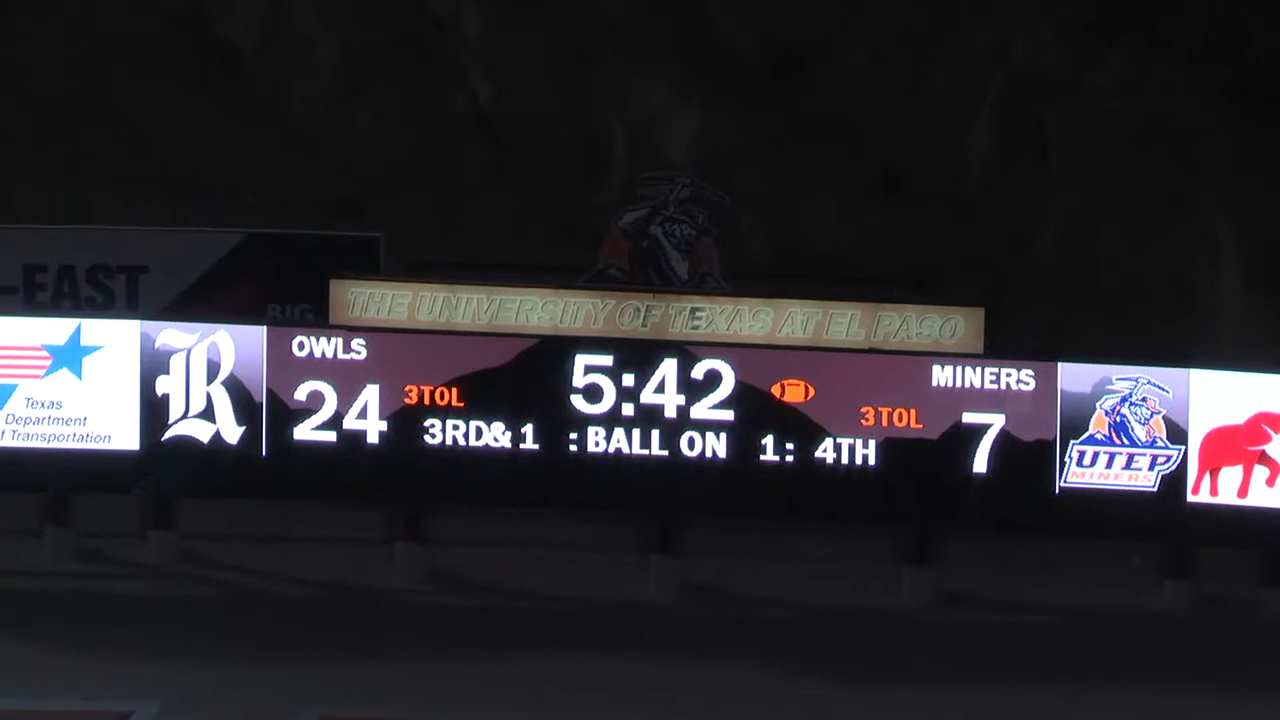 -EAST
BIG
THE UNIVERSITY OF TEXAS AT EL PASO
Texas
Department
f Transportation
R
OWLS
24
3TOL
5:42
3RD& 1 : BALL ON 1: 4TH
MINERS
3TOL
7
UTEP
MINERS